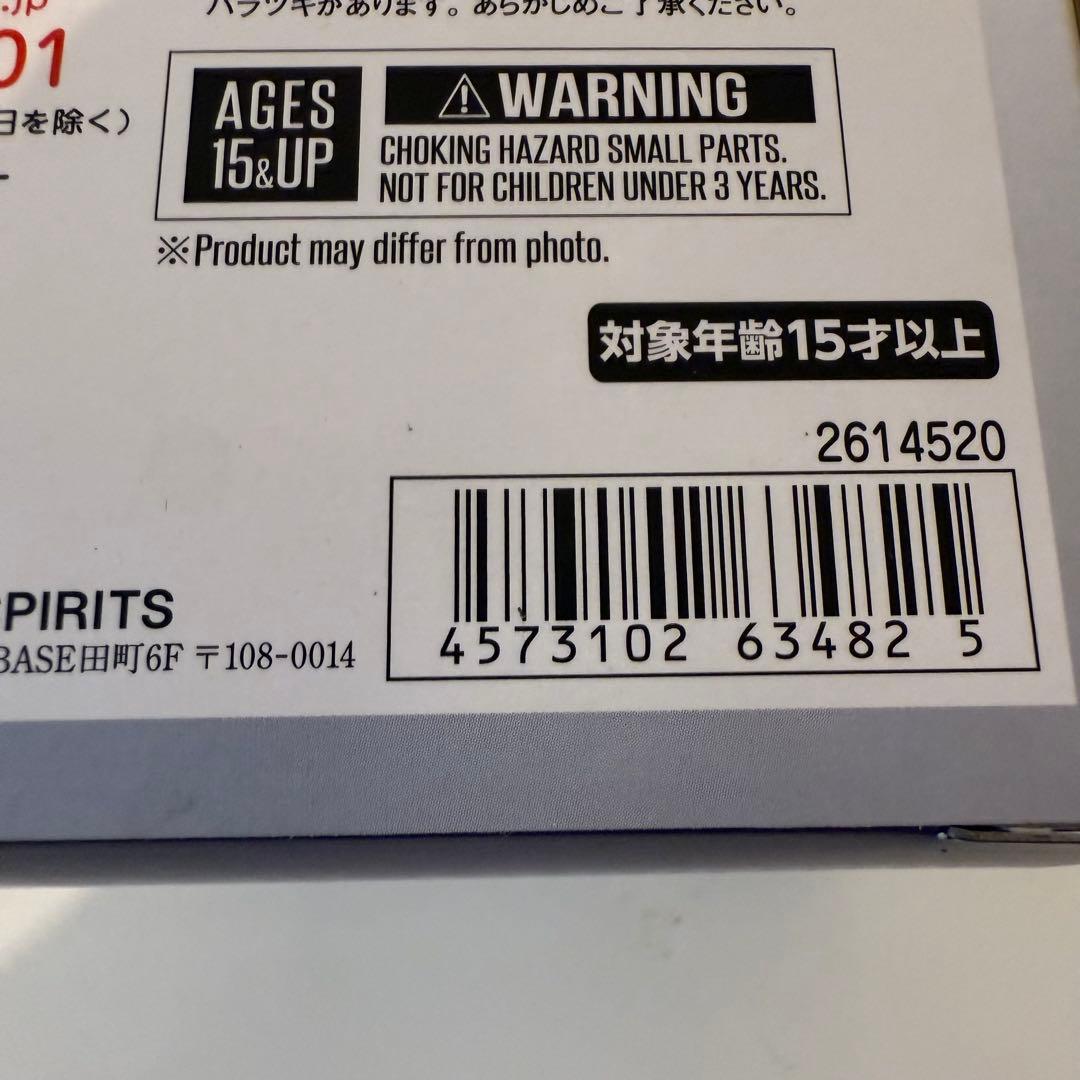 .jp
バラツキがあります。あらかじめご了承ください。
01
日を除く）
AGES
15&UP
⚠WARNING
CHOKING HAZARD SMALL PARTS.
NOT FOR CHILDREN UNDER 3 YEARS.
※Product may differ from photo.
対象年齢15才以上
2614520
4573102 63482 5
SPIRITS
BASE田町6F 〒108-0014